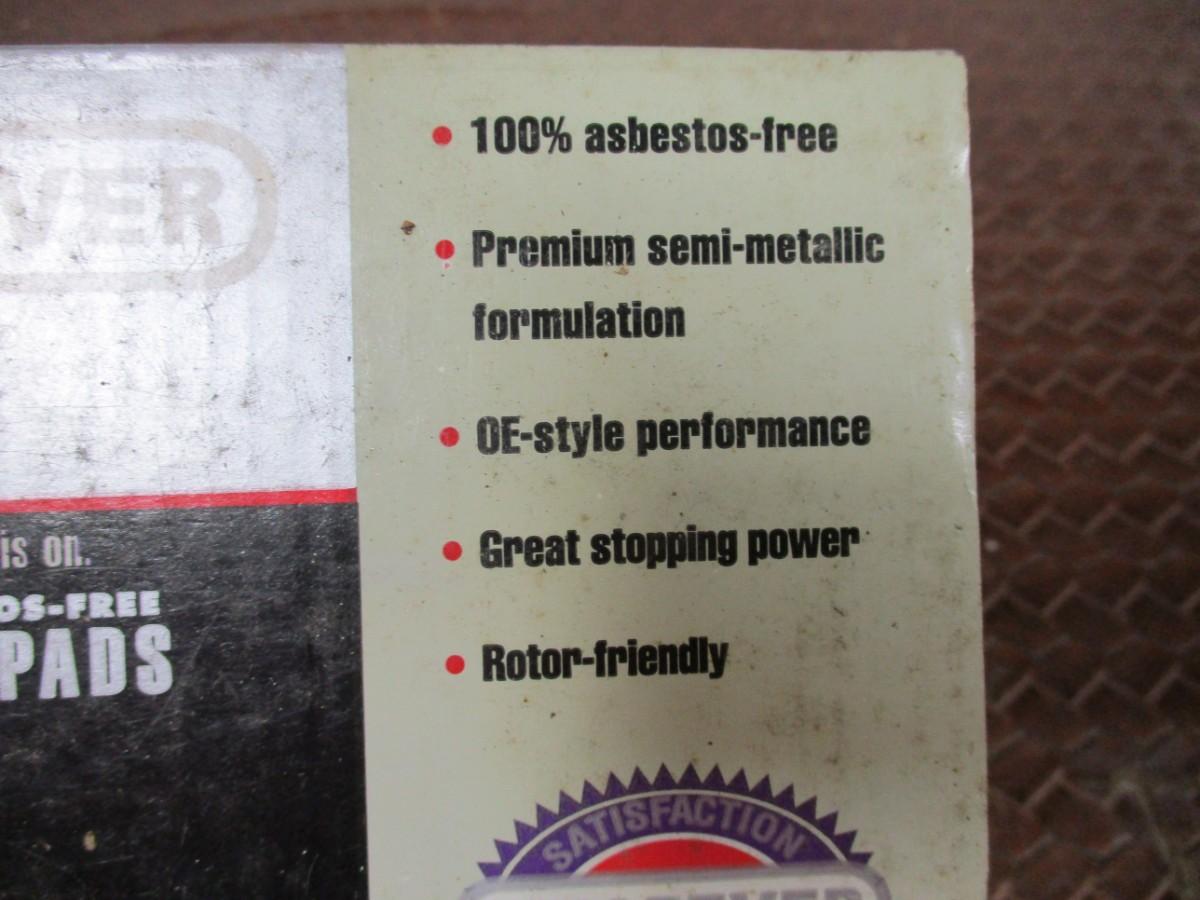 VER
is on.
OS-FREE
PADS
• 100% asbestos-free
• Premium semi-metallic
formulation
• OE-style performance
• Great stopping power
• Rotor-friendly
SATISFACTION